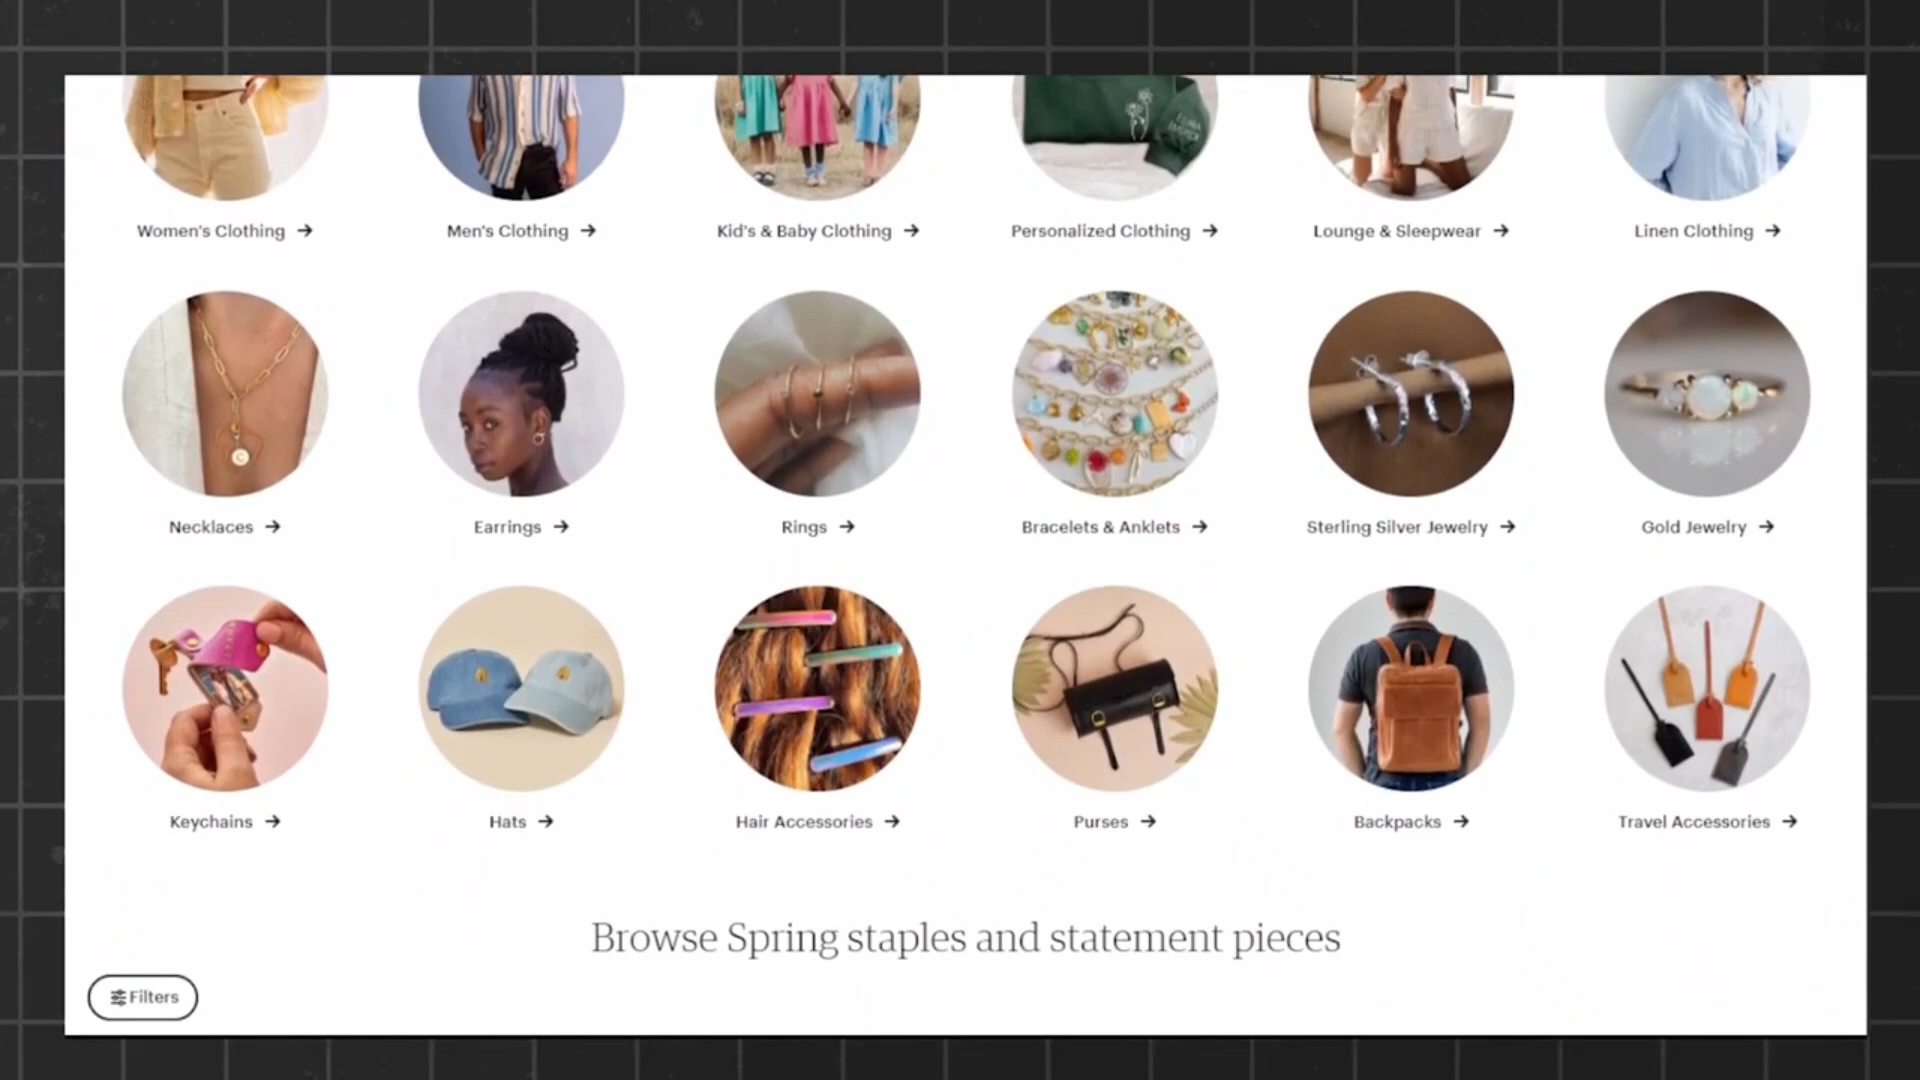 Women's Clothing →
Men's Clothing →
Kid's & Baby Clothing →
Personalized Clothing →
Lounge & Sleepwear →
Linen Clothing →
Necklaces →
Earrings →
Rings →
Bracelets & Anklets →
Sterling Silver Jewelry →
Gold Jewelry →
Keychains →
Hats →
Hair Accessories →
Purses →
Backpacks →
Travel Accessories →
Browse Spring staples and statement pieces
Filters